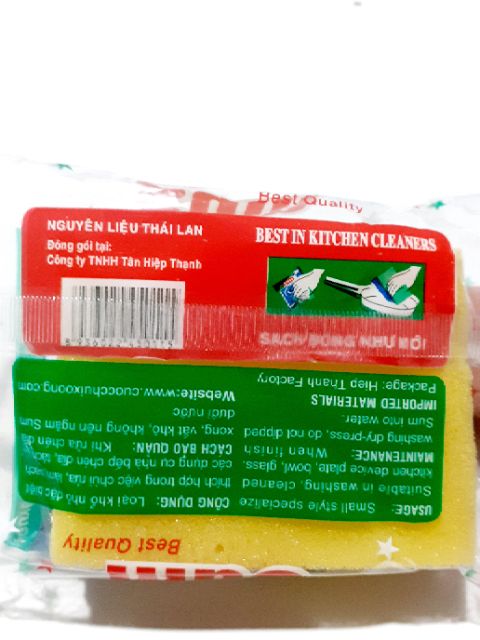 Best Quality
NGUYÊN LIỆU THÁI LAN
Đóng gói tại:
Công ty TNHH Tân Hiệp Thạnh
BEST IN KITCHEN CLEANERS
SẠCH BÓNG NHƯ MỚI
USAGE: Small style specialize
Suitable in washing, cleaned
kitchen device, plate, bowl, glass.
MAINTENANCE: When finish
washing dry-press, do not dipped
Sum into water.
IMPORTED MATERIALS
Package: Hiep Thanh Factory
CÔNG DỤNG: Loại khổ nhỏ đặc biệt
thích hợp trong việc chùi rửa, làm sạch
các dụng cụ nhà bếp chén dĩa,
CÁCH BẢO QUẢN: Khi rửa chén dĩa
xong, vắt khô, không nên ngâm Sum
dưới nước
Website:www.cuocchuixoong.com
Best Quality